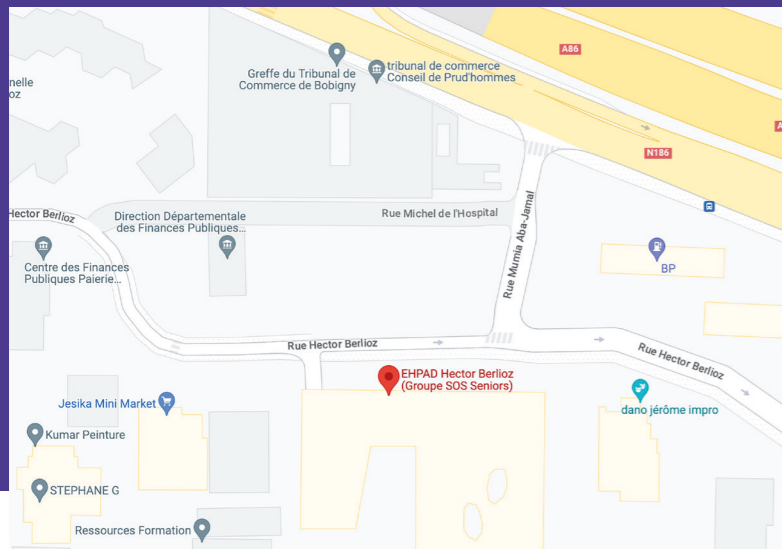 A86
Greffe du Tribunal de
Commerce de Bobigny
tribunal de commerce
Conseil de Prud'hommes
nelle
oz
A
N186
Hector Berlioz
Direction Départementale
des Finances Publiques...
Rue Michel de l'Hospital
Rue Mumia Aba-Jamal
Centre des Finances
Publiques Paierie...
BP
Rue Hector Berlioz
Rue Hector Berlioz
EHPAD Hector Berlioz
(Groupe SOS Seniors)
Jesika Mini Market
dano jérôme impro
Kumar Peinture
STEPHANE G
Ressources Formation